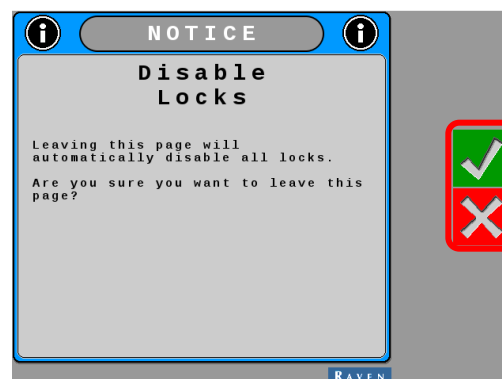 NOTICE
Disable
Locks
Leaving this page will
automatically disable all locks.
Are you sure you want to leave this
page?
RAVEN